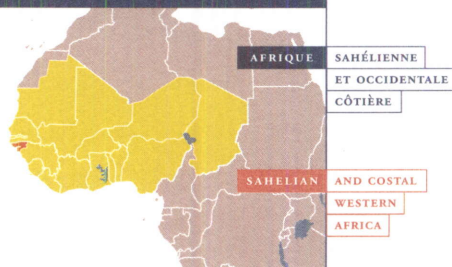 AFRIQUE SAHÉLIENNE
ET OCCIDENTALE
CÔTIÈRE
SAHELIAN AND COSTAL
WESTERN
AFRICA